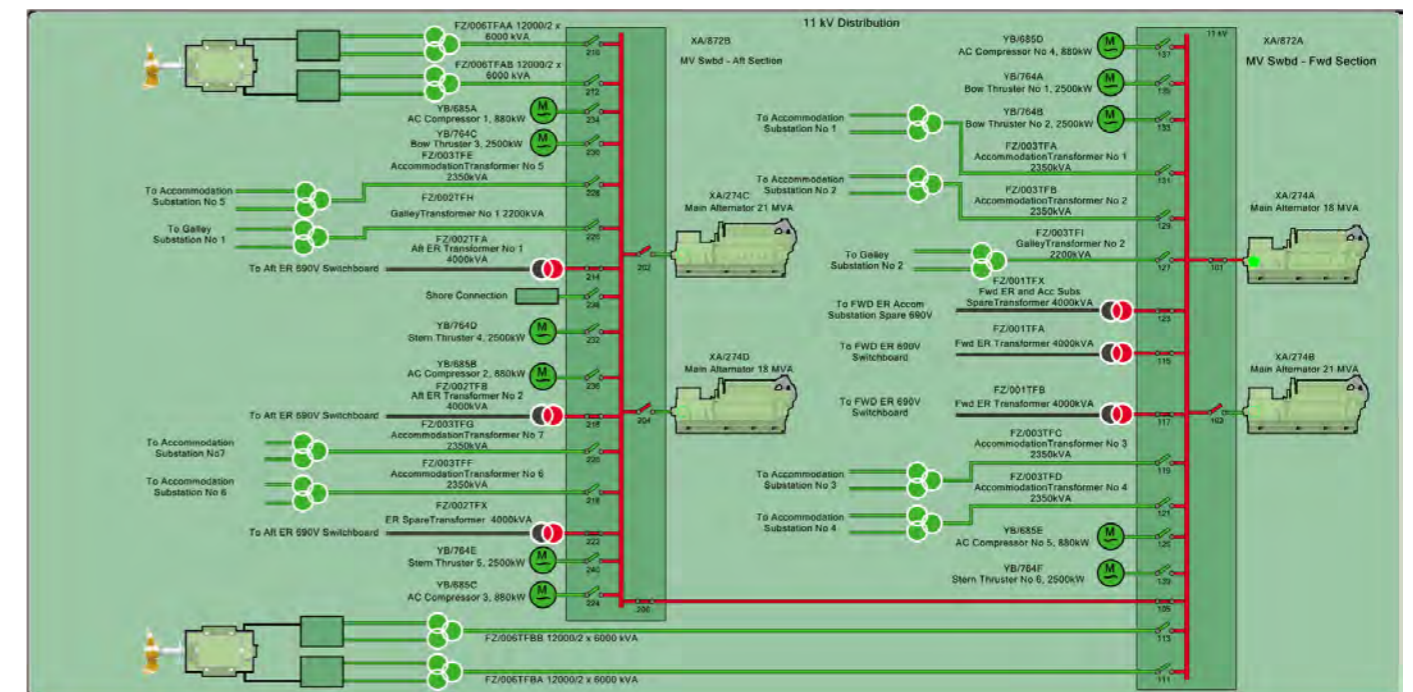 11 kV Distribution
FZ/006TFAA 12000/2 x
6000 kVA
210
FZ/006TFAB 12000/2 x
6000 kVA
212
YB/685A
AC Compressor 1, 880kW
M
234
YB/764C
Bow Thruster 3, 2500kW
M
230
FZ/003TFE
AccommodationTransformer No 5
2350kVA
To Accommodation
Substation No 5
228
FZ/002TFH
GalleyTransformer No 1 2200kVA
To Galley
Substation No 1
220
FZ/002TFA
Aft ER Transformer No 1
4000kVA
To Aft ER 690V Switchboard
214
Shore Connection
YB/764D
Stern Thruster 4, 2500kW
M
232
YB/685B
AC Compressor 2, 880kW
M
236
FZ/002TFB
Aft ER Transformer No 2
4000kVA
To Aft ER 690V Switchboard
FZ/003TFG
AccommodationTransformer No 7
2350kVA
To Accommodation
Substation No7
FZ/003TFF
AccommodationTransformer No 6
2350kVA
To Accommodation
Substation No 6
FZ/002TFX
ER SpareTransformer 4000kVA
To Aft ER 690V Switchboard
222
YB/764E
Stern Thruster 5, 2500kW
M
240
YB/685C
AC Compressor 3, 880kW
M
224
200
FZ/006TFBB 12000/2 x 6000 kVA
FZ/006TFBA 12000/2 x 6000 kVA
XA/872B
MV Swbd - Aft Section
XA/274C
Main Alternator 21 MVA
202
XA/274D
Main Alternator 18 MVA
204
YB/685D
AC Compressor No 4, 880kW
M
137
11 kV
XA/872A
MV Swbd - Fwd Section
YB/764A
Bow Thruster No 1, 2500kW
M
135
YB/764B
Bow Thruster No 2, 2500kW
M
133
To Accommodation
Substation No 1
FZ/003TFA
AccommodationTransformer No 1
2350kVA
131
To Accommodation
Substation No 2
FZ/003TFB
AccommodationTransformer No 2
2350kVA
129
XA/274A
Main Alternator 18 MVA
101
To Galley
Substation No 2
FZ/003TFI
GalleyTransformer No 2
2200kVA
127
FZ/001TFX
Fwd ER and Acc Subs
SpareTransformer 4000kVA
To FWD ER Accom
Substation Spare 690V
123
FZ/001TFA
Fwd ER Transformer 4000kVA
To FWD ER 690V
Switchboard
115
XA/274B
Main Alternator 21 MVA
103
FZ/001TFB
Fwd ER Transformer 4000kVA
To FWD ER 690V
Switchboard
117
FZ/003TFC
AccommodationTransformer No 3
2350kVA
To Accommodation
Substation No 3
119
FZ/003TFD
AccommodationTransformer No 4
2350kVA
To Accommodation
Substation No 4
121
YB/685E
AC Compressor No 5, 880kW
M
YB/764F
Stern Thruster No 6, 2500kW
M
139
105
113
111